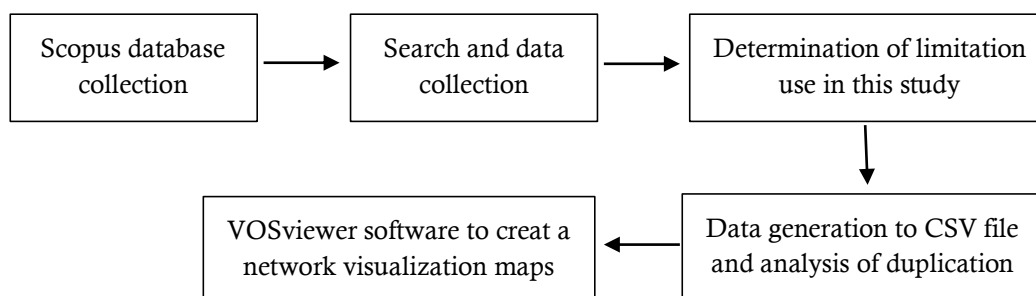 Scopus database
collection
Search and data
collection
Determination of limitation
use in this study
Data generation to CSV file
and analysis of duplication
VOSviewer software to creat a
network visualization maps